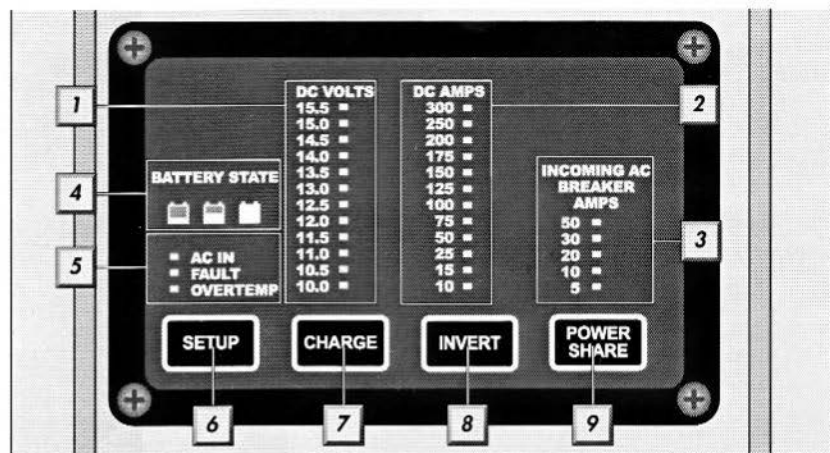 DC VOLTS
15.5
15.0
14.5
14.0
13.5
13.0
12.5
12.0
11.5
11.0
10.5
10.0
DC AMPS
300
250
200
175
150
125
100
75
50
25
15
10
INCOMING AC
BREAKER
AMPS
50
30
20
10
5
BATTERY STATE
AC IN
FAULT
OVERTEMP
SETUP
CHARGE
INVERT
POWER
SHARE
1
2
3
4
5
6
7
8
9